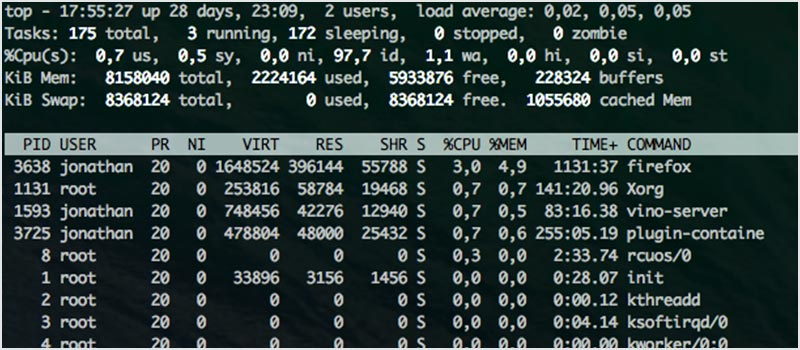 top - 17:55:27 up 28 days, 23:09,  2 users,  load average: 0,02, 0,05, 0,05
Tasks: 175 total,   3 running, 172 sleeping,   0 stopped,   0 zombie
%Cpu(s):  0,7 us,  0,5 sy,  0,0 ni, 97,7 id,  1,1 wa,  0,0 hi,  0,0 si,  0,0 st
KiB Mem:   8158040 total,  2224164 used,  5933876 free,   228324 buffers
KiB Swap:  8368124 total,        0 used,  8368124 free.  1055680 cached Mem
PID USER      PR  NI    VIRT    RES    SHR S  %CPU %MEM     TIME+ COMMAND
3638 jonathan  20   0 1648524 396144  55788 S   3,0  4,9   1131:37 firefox
1131 root      20   0  253816  58784  19468 S   0,7  0,7 141:20.96 Xorg
1593 jonathan  20   0  748456  42276  12940 S   0,7  0,5  83:16.38 vino-server
3725 jonathan  20   0  478804  48000  25432 S   0,7  0,6 255:05.19 plugin-containe
8 root      20   0       0      0      0 S   0,3  0,0   2:33.74 rcuos/0
1 root      20   0   33896   3156   1456 S   0,0  0,0   0:28.07 init
2 root      20   0       0      0      0 S   0,0  0,0   0:00.12 kthreadd
3 root      20   0       0      0      0 S   0,0  0,0   0:04.14 ksoftirqd/0
4 root      20   0       0      0      0 S   0,0  0,0   0:00.00 kworker/0:0